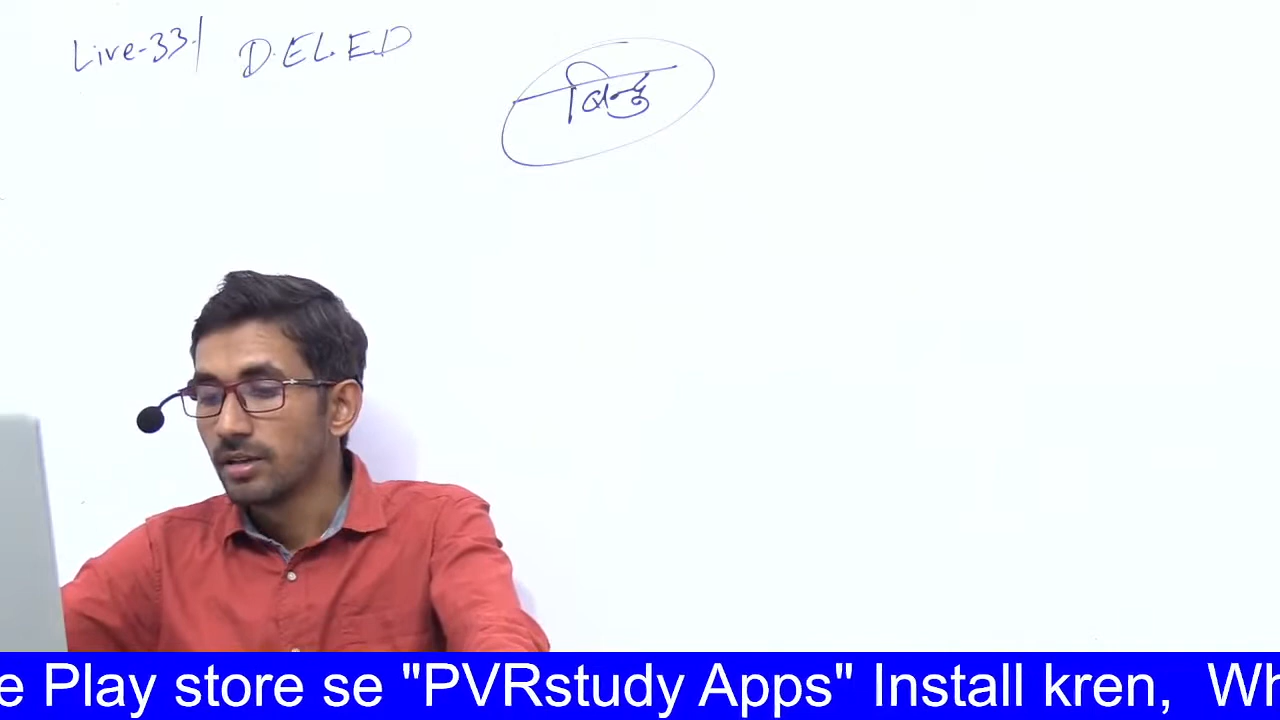 Live-33 | D.EL.ED
बिन्दु
e Play store se "PVRstudy Apps" Install kren, Wh